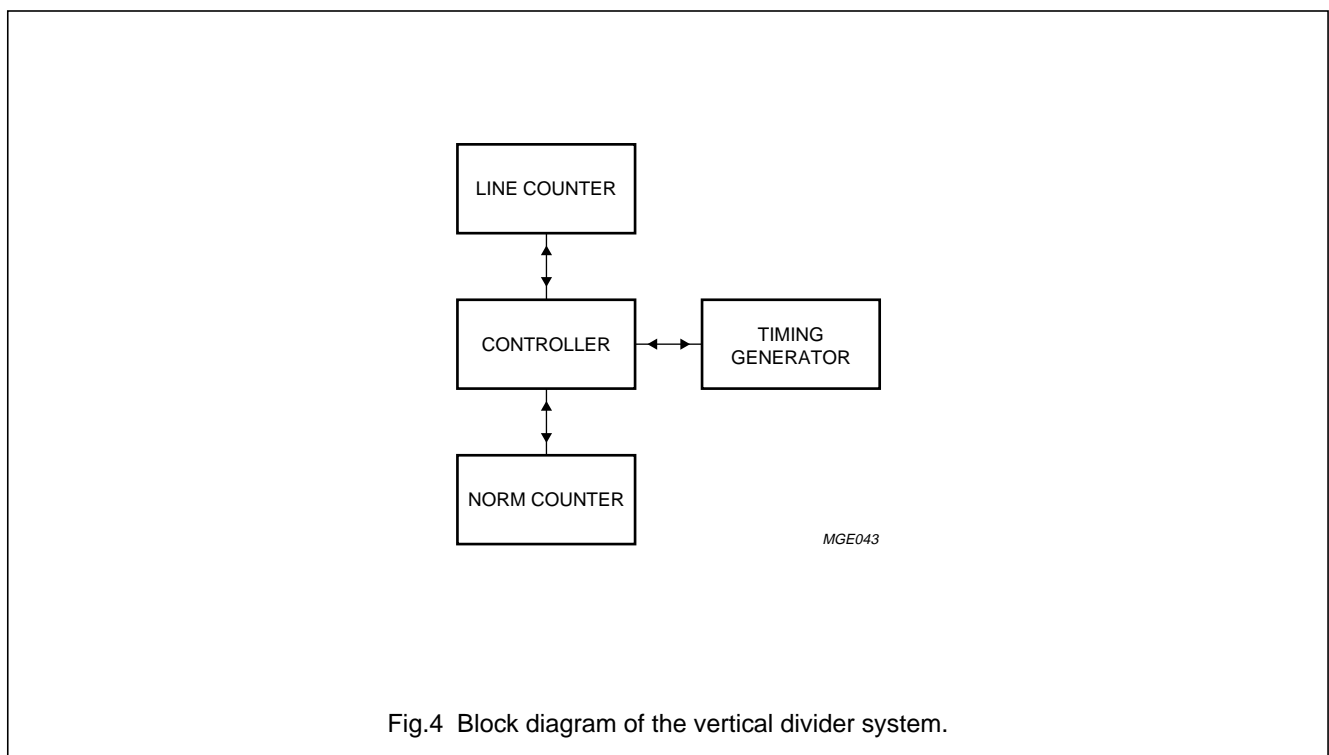 LINE COUNTER
CONTROLLER
TIMING
GENERATOR
NORM COUNTER
MGE043
Fig.4 Block diagram of the vertical divider system.